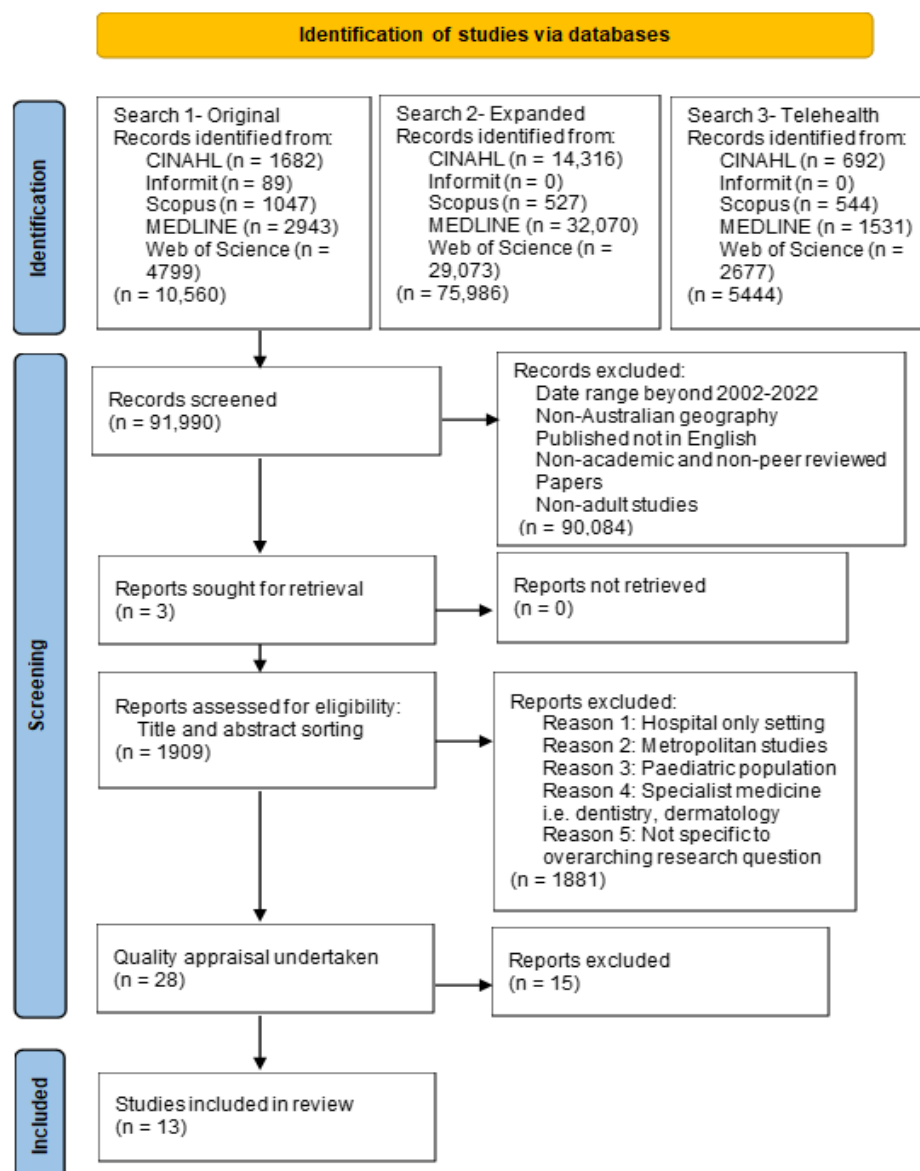 Identification of studies via databases
Identification
Search 1- Original
Records identified from:
CINAHL (n = 1682)
Informit (n = 89)
Scopus (n = 1047)
MEDLINE (n = 2943)
Web of Science (n =
4799)
(n = 10,560)
Search 2- Expanded
Records identified from:
CINAHL (n = 14,316)
Informit (n = 0)
Scopus (n = 527)
MEDLINE (n = 32,070)
Web of Science (n =
29,073)
(n = 75,986)
Search 3- Telehealth
Records identified from:
CINAHL (n = 692)
Informit (n = 0)
Scopus (n = 544)
MEDLINE (n = 1531)
Web of Science (n =
2677)
(n = 5444)
Screening
Records screened
(n = 91,990)
Records excluded:
Date range beyond 2002-2022
Non-Australian geography
Published not in English
Non-academic and non-peer reviewed
Papers
Non-adult studies
(n = 90,084)
Reports sought for retrieval
(n = 3)
Reports not retrieved
(n = 0)
Reports assessed for eligibility:
Title and abstract sorting
(n = 1909)
Reports excluded:
Reason 1: Hospital only setting
Reason 2: Metropolitan studies
Reason 3: Paediatric population
Reason 4: Specialist medicine
i.e. dentistry, dermatology
Reason 5: Not specific to
overarching research question
(n = 1881)
Quality appraisal undertaken
(n = 28)
Reports excluded
(n = 15)
Included
Studies included in review
(n = 13)